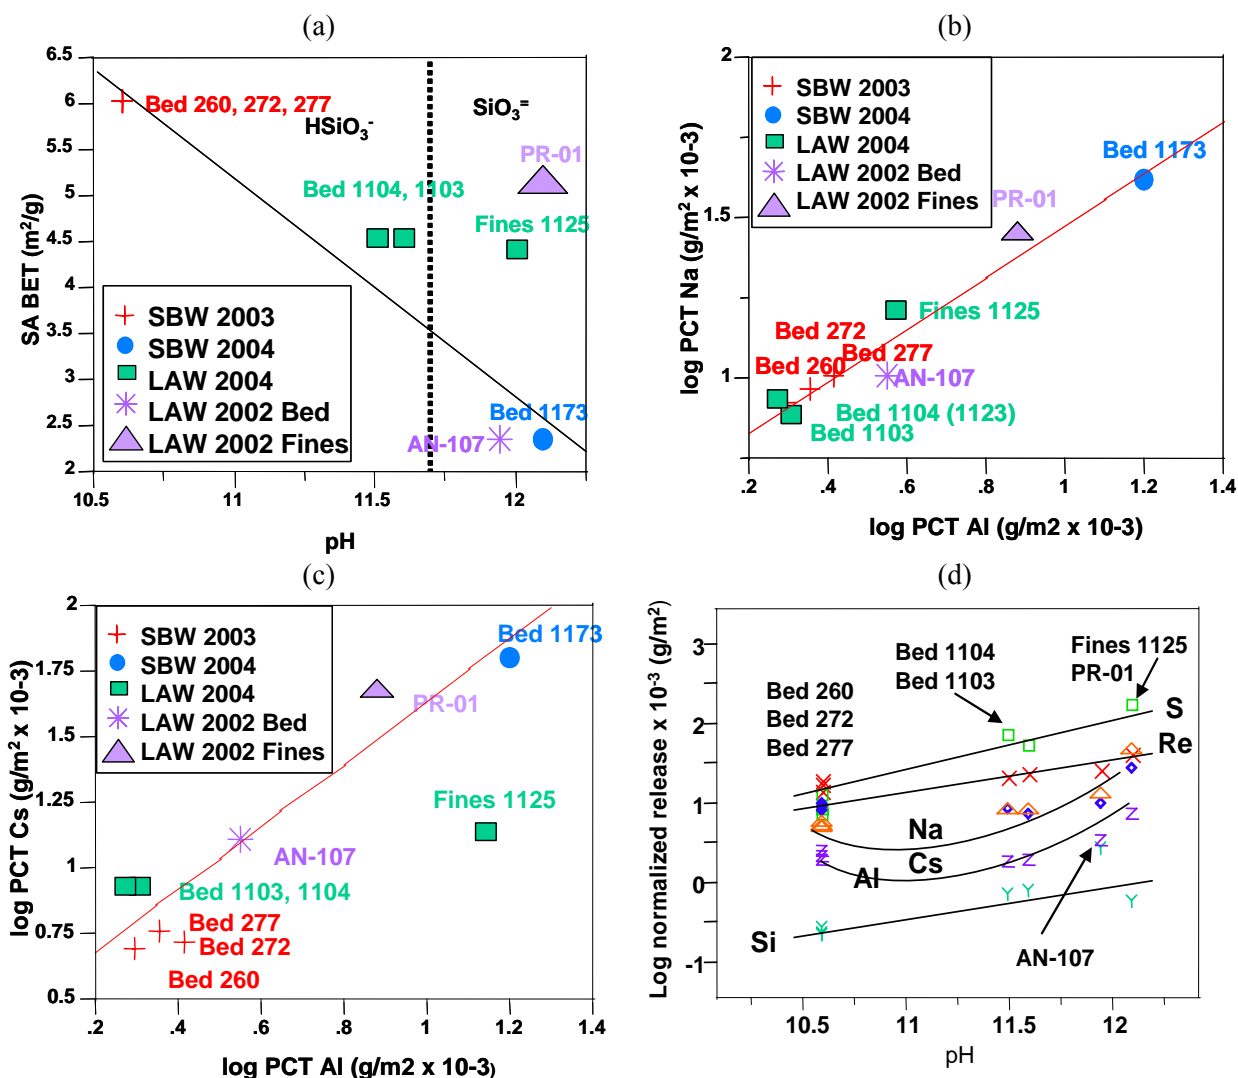 (a)
6.5
6
5.5
5
4.5
4
3.5
3
2.5
2
SA BET (m²/g)
Bed 260, 272, 277
HSiO₃⁻
SiO₃⁼
PR-01
Bed 1104, 1103
Fines 1125
SBW 2003
SBW 2004
LAW 2004
LAW 2002 Bed
LAW 2002 Fines
Bed 1173
AN-107
10.5 11 11.5 12
pH
(b)
2
1.5
1
log PCT Na (g/m² x 10-3)
SBW 2003
SBW 2004
LAW 2004
LAW 2002 Bed
LAW 2002 Fines
Bed 1173
PR-01
Fines 1125
Bed 272
Bed 277
Bed 260
AN-107
Bed 1104 (1123)
Bed 1103
.2 .4 .6 .8 1 1.2 1.4
log PCT Al (g/m2 x 10-3)
(c)
2
1.75
1.5
1.25
1
0.75
0.5
log PCT Cs (g/m² x 10-3)
SBW 2003
SBW 2004
LAW 2004
LAW 2002 Bed
LAW 2002 Fines
Bed 1173
PR-01
Fines 1125
AN-107
Bed 1103, 1104
Bed 277
Bed 272
Bed 260
.2 .4 .6 .8 1 1.2 1.4
log PCT Al (g/m2 x 10-3)
(d)
3
2
1
0
-1
Log normalized release x 10⁻³ (g/m²)
Bed 260
Bed 272
Bed 277
Bed 1104
Bed 1103
Fines 1125
PR-01
S
Re
Na
Cs
Al
Si
AN-107
10.5 11 11.5 12
pH